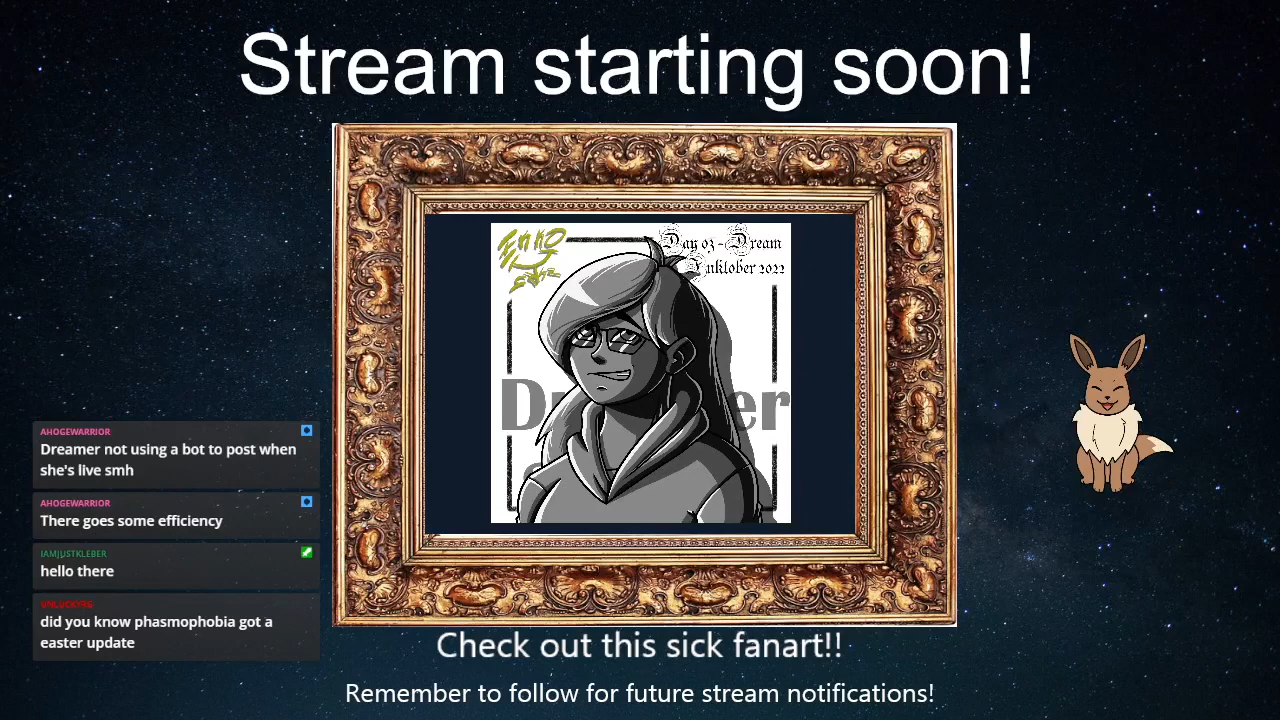 Stream starting soon!
Day 03 - Dream
Inktober 2022
AHOGEWARRIOR
Dreamer not using a bot to post when
she's live smh
AHOGEWARRIOR
There goes some efficiency
IAMJUSTKLEBER
hello there
did you know phasmophobia got a
easter update
Check out this sick fanart!!
Remember to follow for future stream notifications!